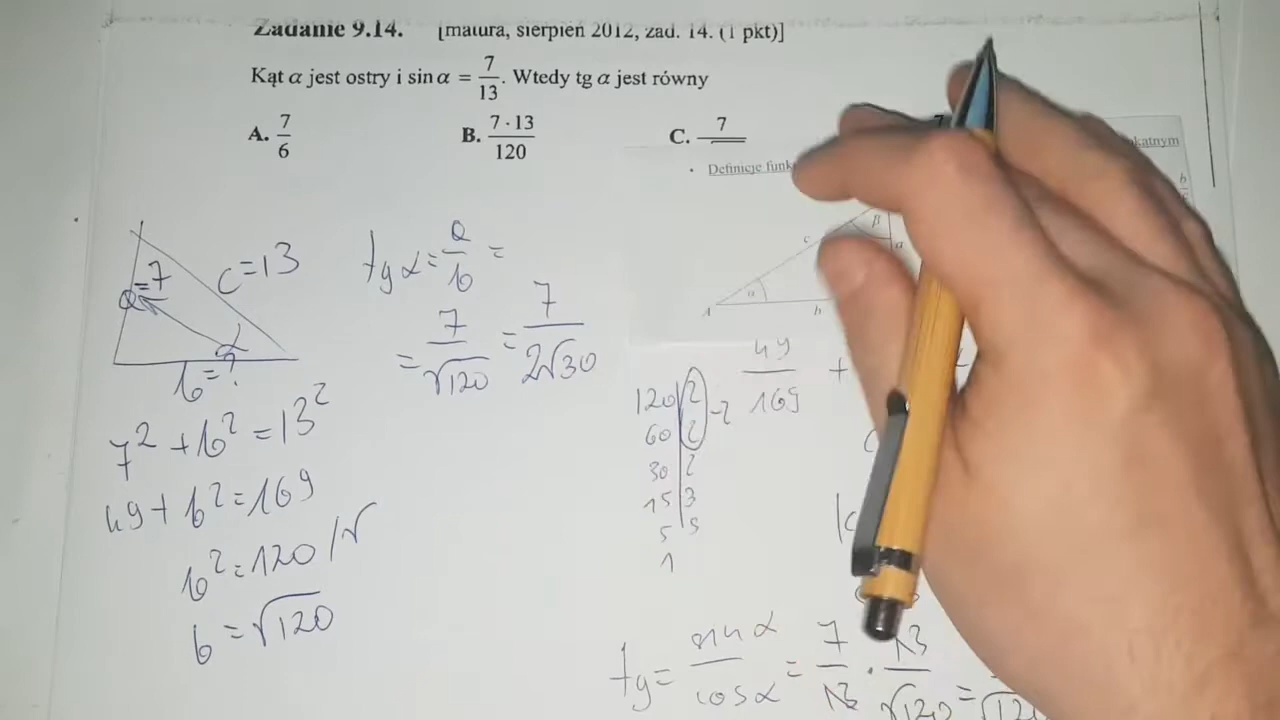 Zadanie 9.14. [matura, sierpień 2012, zad. 14. (1 pkt)]
Kąt α jest ostry i sin α = 7/13. Wtedy tg α jest równy
A. 7/6 B. 7·13/120 C. 7/
• Definicje funk kątnym
b
β
c a
α
A b
a=7 c=13
α
b=?
7² + b² = 13²
49 + b² = 169
b² = 120 /√
b = √120
tg α = a/b =
= 7/√120 = 7/2√30
120 | 2
60 | 2 - 2
30 | 2
15 | 3
5 | 5
1
49/169 +
tg = sin α/cos α = 7/13 · 13/√120 =